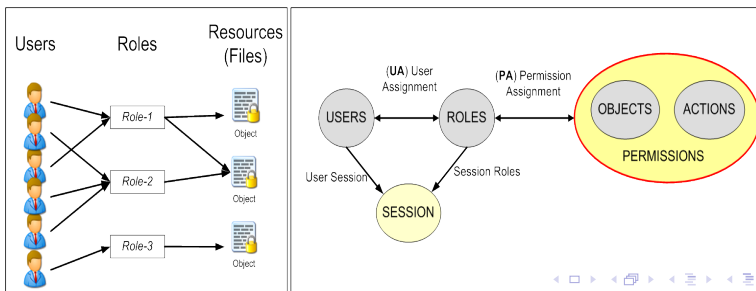 Users
Roles
Resources
(Files)
Role-1
Role-2
Role-3
Object
Object
Object
(UA) User
Assignment
(PA) Permission
Assignment
USERS
ROLES
OBJECTS
ACTIONS
PERMISSIONS
User Session
Session Roles
SESSION